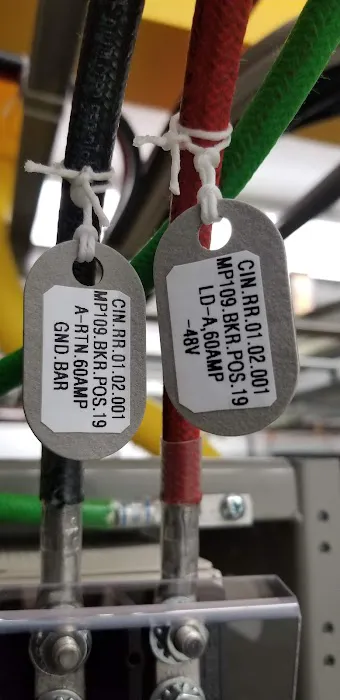 CIN.RR.01.02.001
MP109.BKR.POS.19
A-RTN.60AMP
GND.BAR
CIN.RR.01.02.001
MP109.BKR.POS.19
LD-A,60AMP
-48V